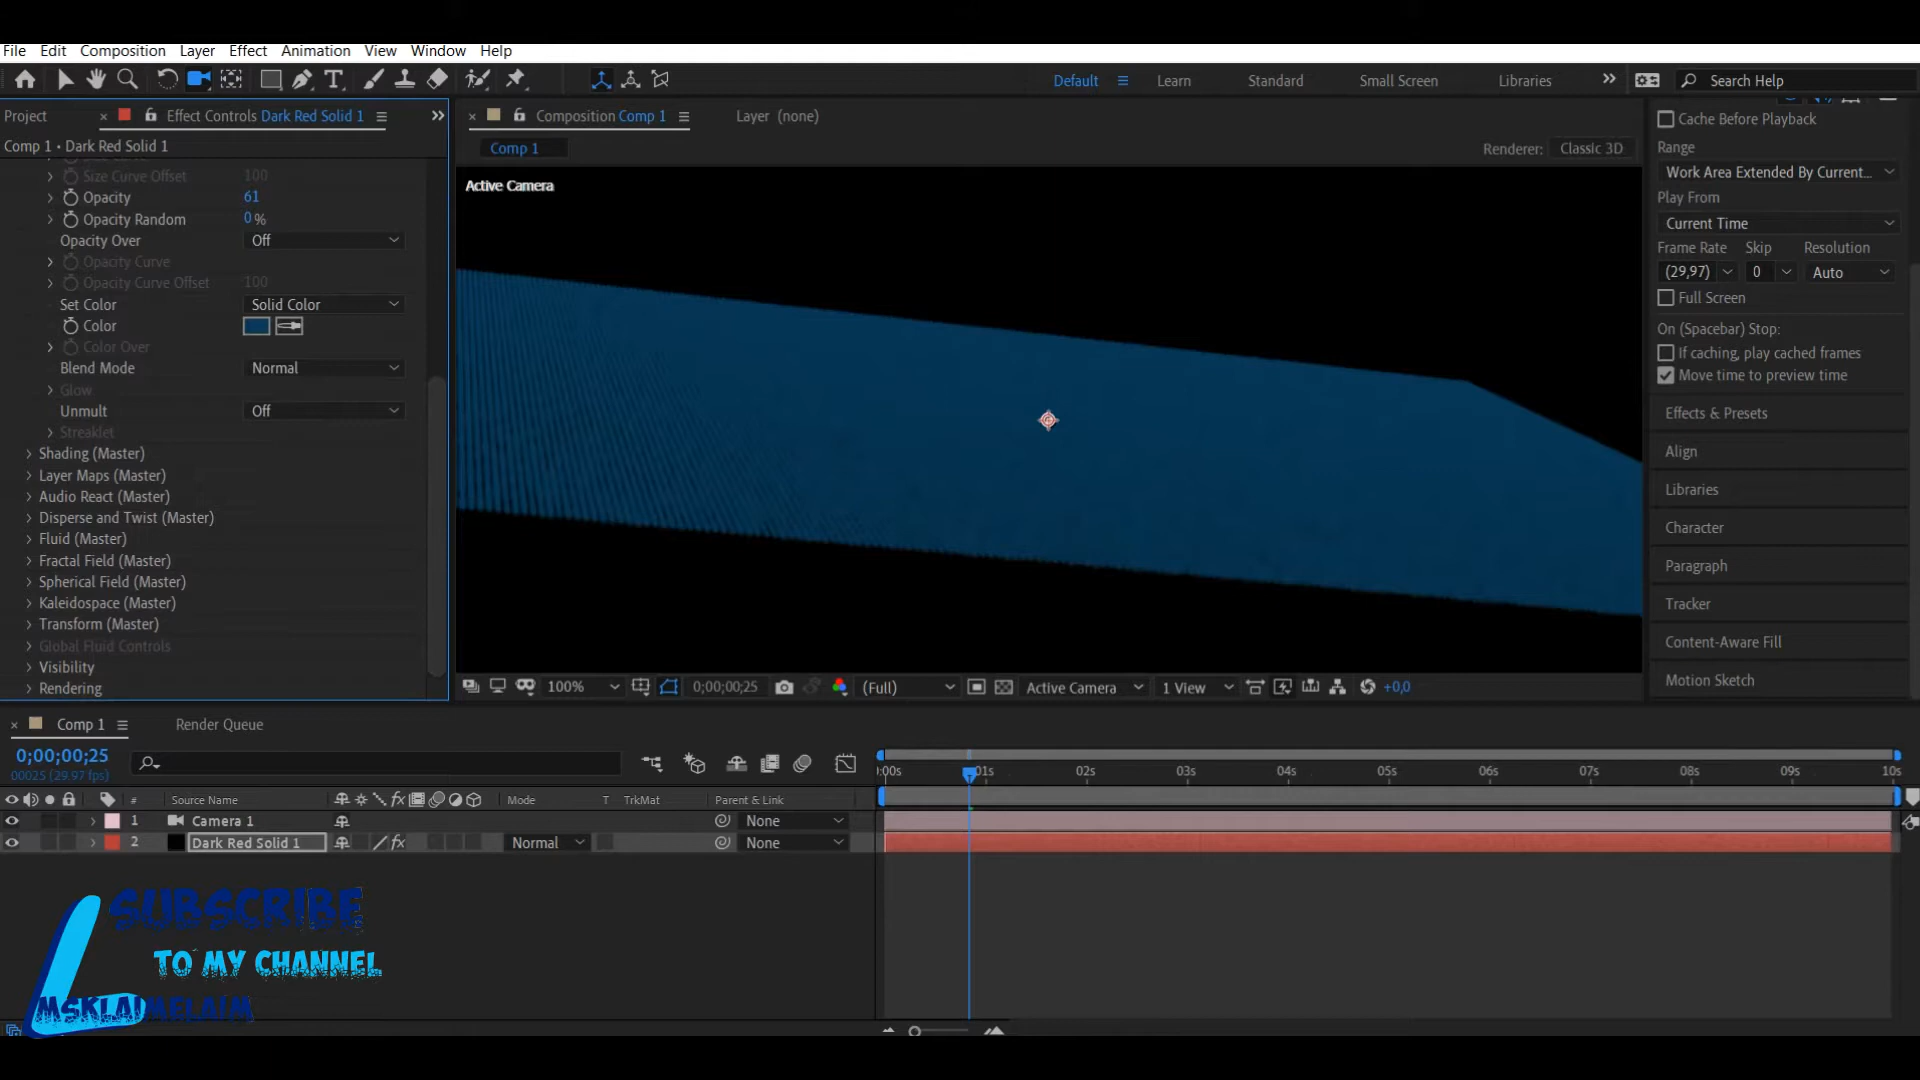 File Edit Composition Layer Effect Animation View Window Help
Default Learn Standard Small Screen Libraries Search Help
Project Effect Controls Dark Red Solid 1
Comp 1 • Dark Red Solid 1
Size Curve Offset 100
Opacity 61
Opacity Random 0 %
Opacity Over Off
Opacity Curve
Opacity Curve Offset 100
Set Color Solid Color
Color
Color Over
Blend Mode Normal
Glow
Unmult Off
Streaklet
Shading (Master)
Layer Maps (Master)
Audio React (Master)
Disperse and Twist (Master)
Fluid (Master)
Fractal Field (Master)
Spherical Field (Master)
Kaleidospace (Master)
Transform (Master)
Global Fluid Controls
Visibility
Rendering
Composition Comp 1 Layer (none)
Comp 1 Renderer: Classic 3D
Active Camera
100% 0;00;00;25 (Full) Active Camera 1 View +0,0
Cache Before Playback
Range
Work Area Extended By Current...
Play From
Current Time
Frame Rate Skip Resolution
(29,97) 0 Auto
Full Screen
On (Spacebar) Stop:
If caching, play cached frames
Move time to preview time
Effects & Presets
Align
Libraries
Character
Paragraph
Tracker
Content-Aware Fill
Motion Sketch
Comp 1 Render Queue
0;00;00;25
00025 (29.97 fps)
:00s 01s 02s 03s 04s 05s 06s 07s 08s 09s 10s
# Source Name fx Mode T TrkMat Parent & Link
1 Camera 1 None
2 Dark Red Solid 1 fx Normal None
SUBSCRIBE
TO MY CHANNEL